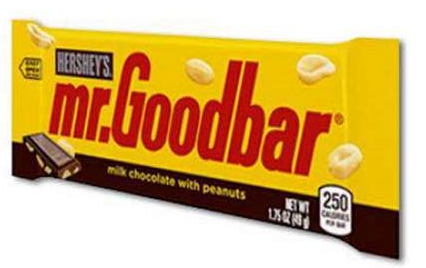 HERSHEY'S
mr.Goodbar®
milk chocolate with peanuts
NET WT
1.75 OZ (49 g)
250
CALORIES
PER BAR